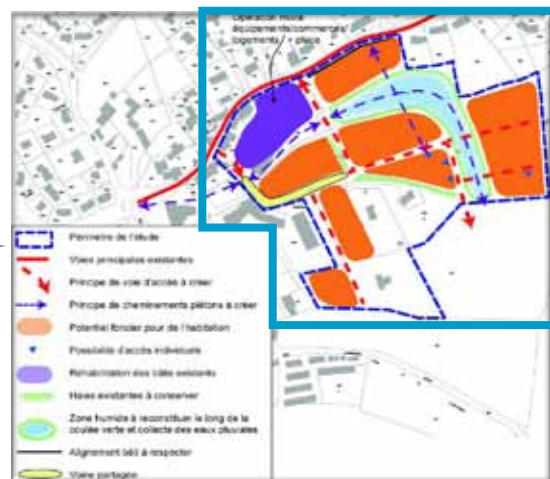 Opération mixte
équipements/commerces/
logements + place
Périmètre de l'étude
Voies principales existantes
Principe de voie d'accès à créer
Principe de cheminements piétons à créer
Potentiel foncier pour de l'habitation
Possibilité d'accès individuels
Réhabilitation des bâtis existants
Haies existantes à conserver
Zone humide à reconstituer le long de la
coulée verte et collecte des eaux pluviales
Alignement bâti à respecter
Voirie partagée